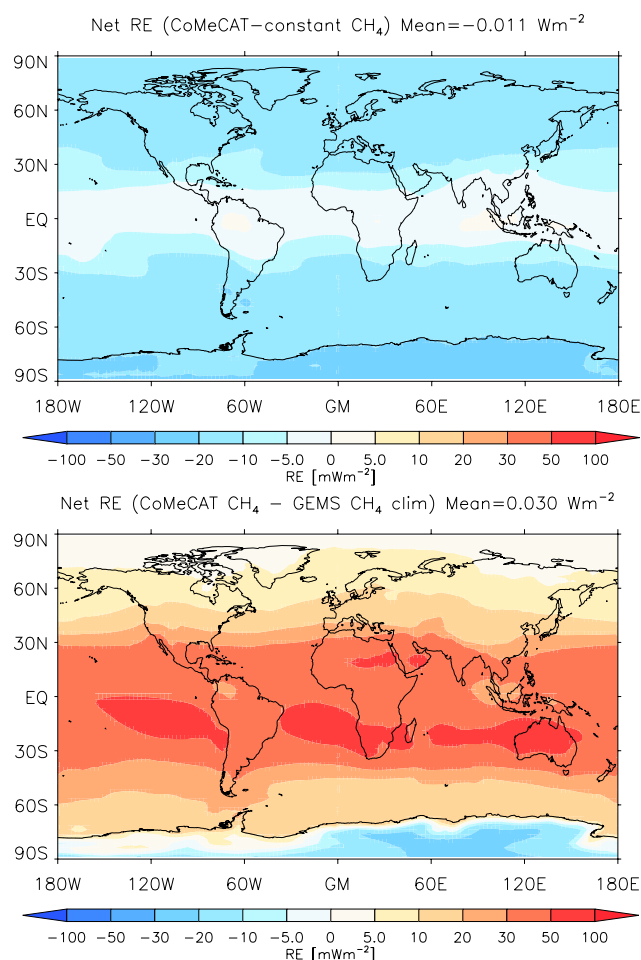 Net RE (CoMeCAT-constant CH₄) Mean=-0.011 Wm⁻²
90N
60N
30N
EQ
30S
60S
90S
180W 120W 60W GM 60E 120E 180E
-100 -50 -30 -20 -10 -5.0 0 5.0 10 20 30 50 100
RE [mWm⁻²]
Net RE (CoMeCAT CH₄ - GEMS CH₄ clim) Mean=0.030 Wm⁻²
90N
60N
30N
EQ
30S
60S
90S
180W 120W 60W GM 60E 120E 180E
-100 -50 -30 -20 -10 -5.0 0 5.0 10 20 30 50 100
RE [mWm⁻²]